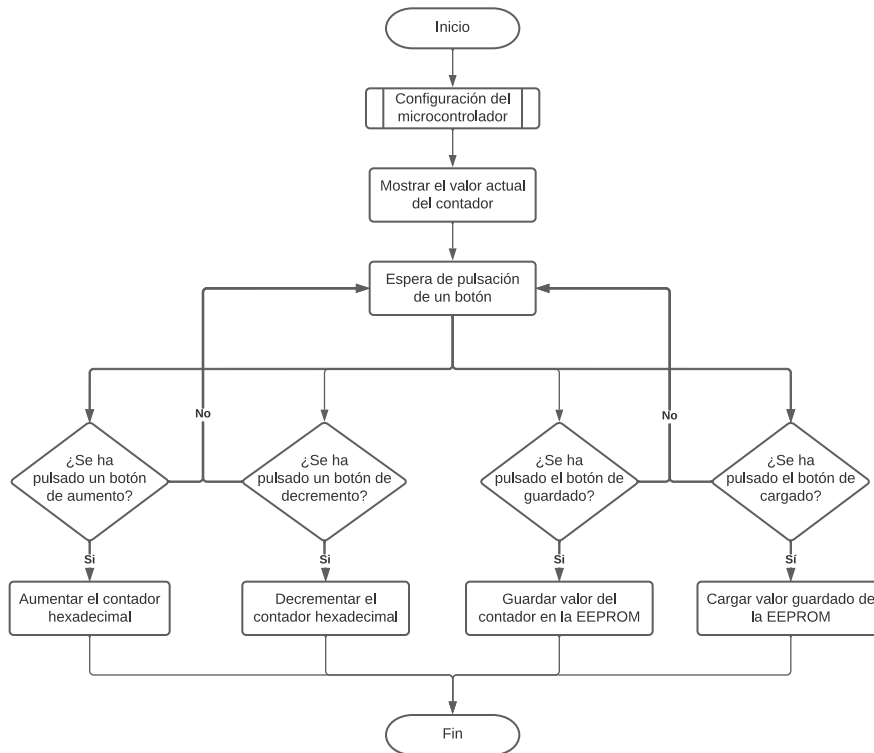 Inicio
Configuración del
microcontrolador
Mostrar el valor actual
del contador
Espera de pulsación
de un botón
No
No
¿Se ha
pulsado un botón
de aumento?
¿Se ha
pulsado un botón de
decremento?
¿Se ha
pulsado el botón de
guardado?
¿Se ha
pulsado el botón de
cargado?
Si
Si
Si
Sí
Aumentar el contador
hexadecimal
Decrementar el
contador hexadecimal
Guardar valor del
contador en la EEPROM
Cargar valor guardado de
la EEPROM
Fin